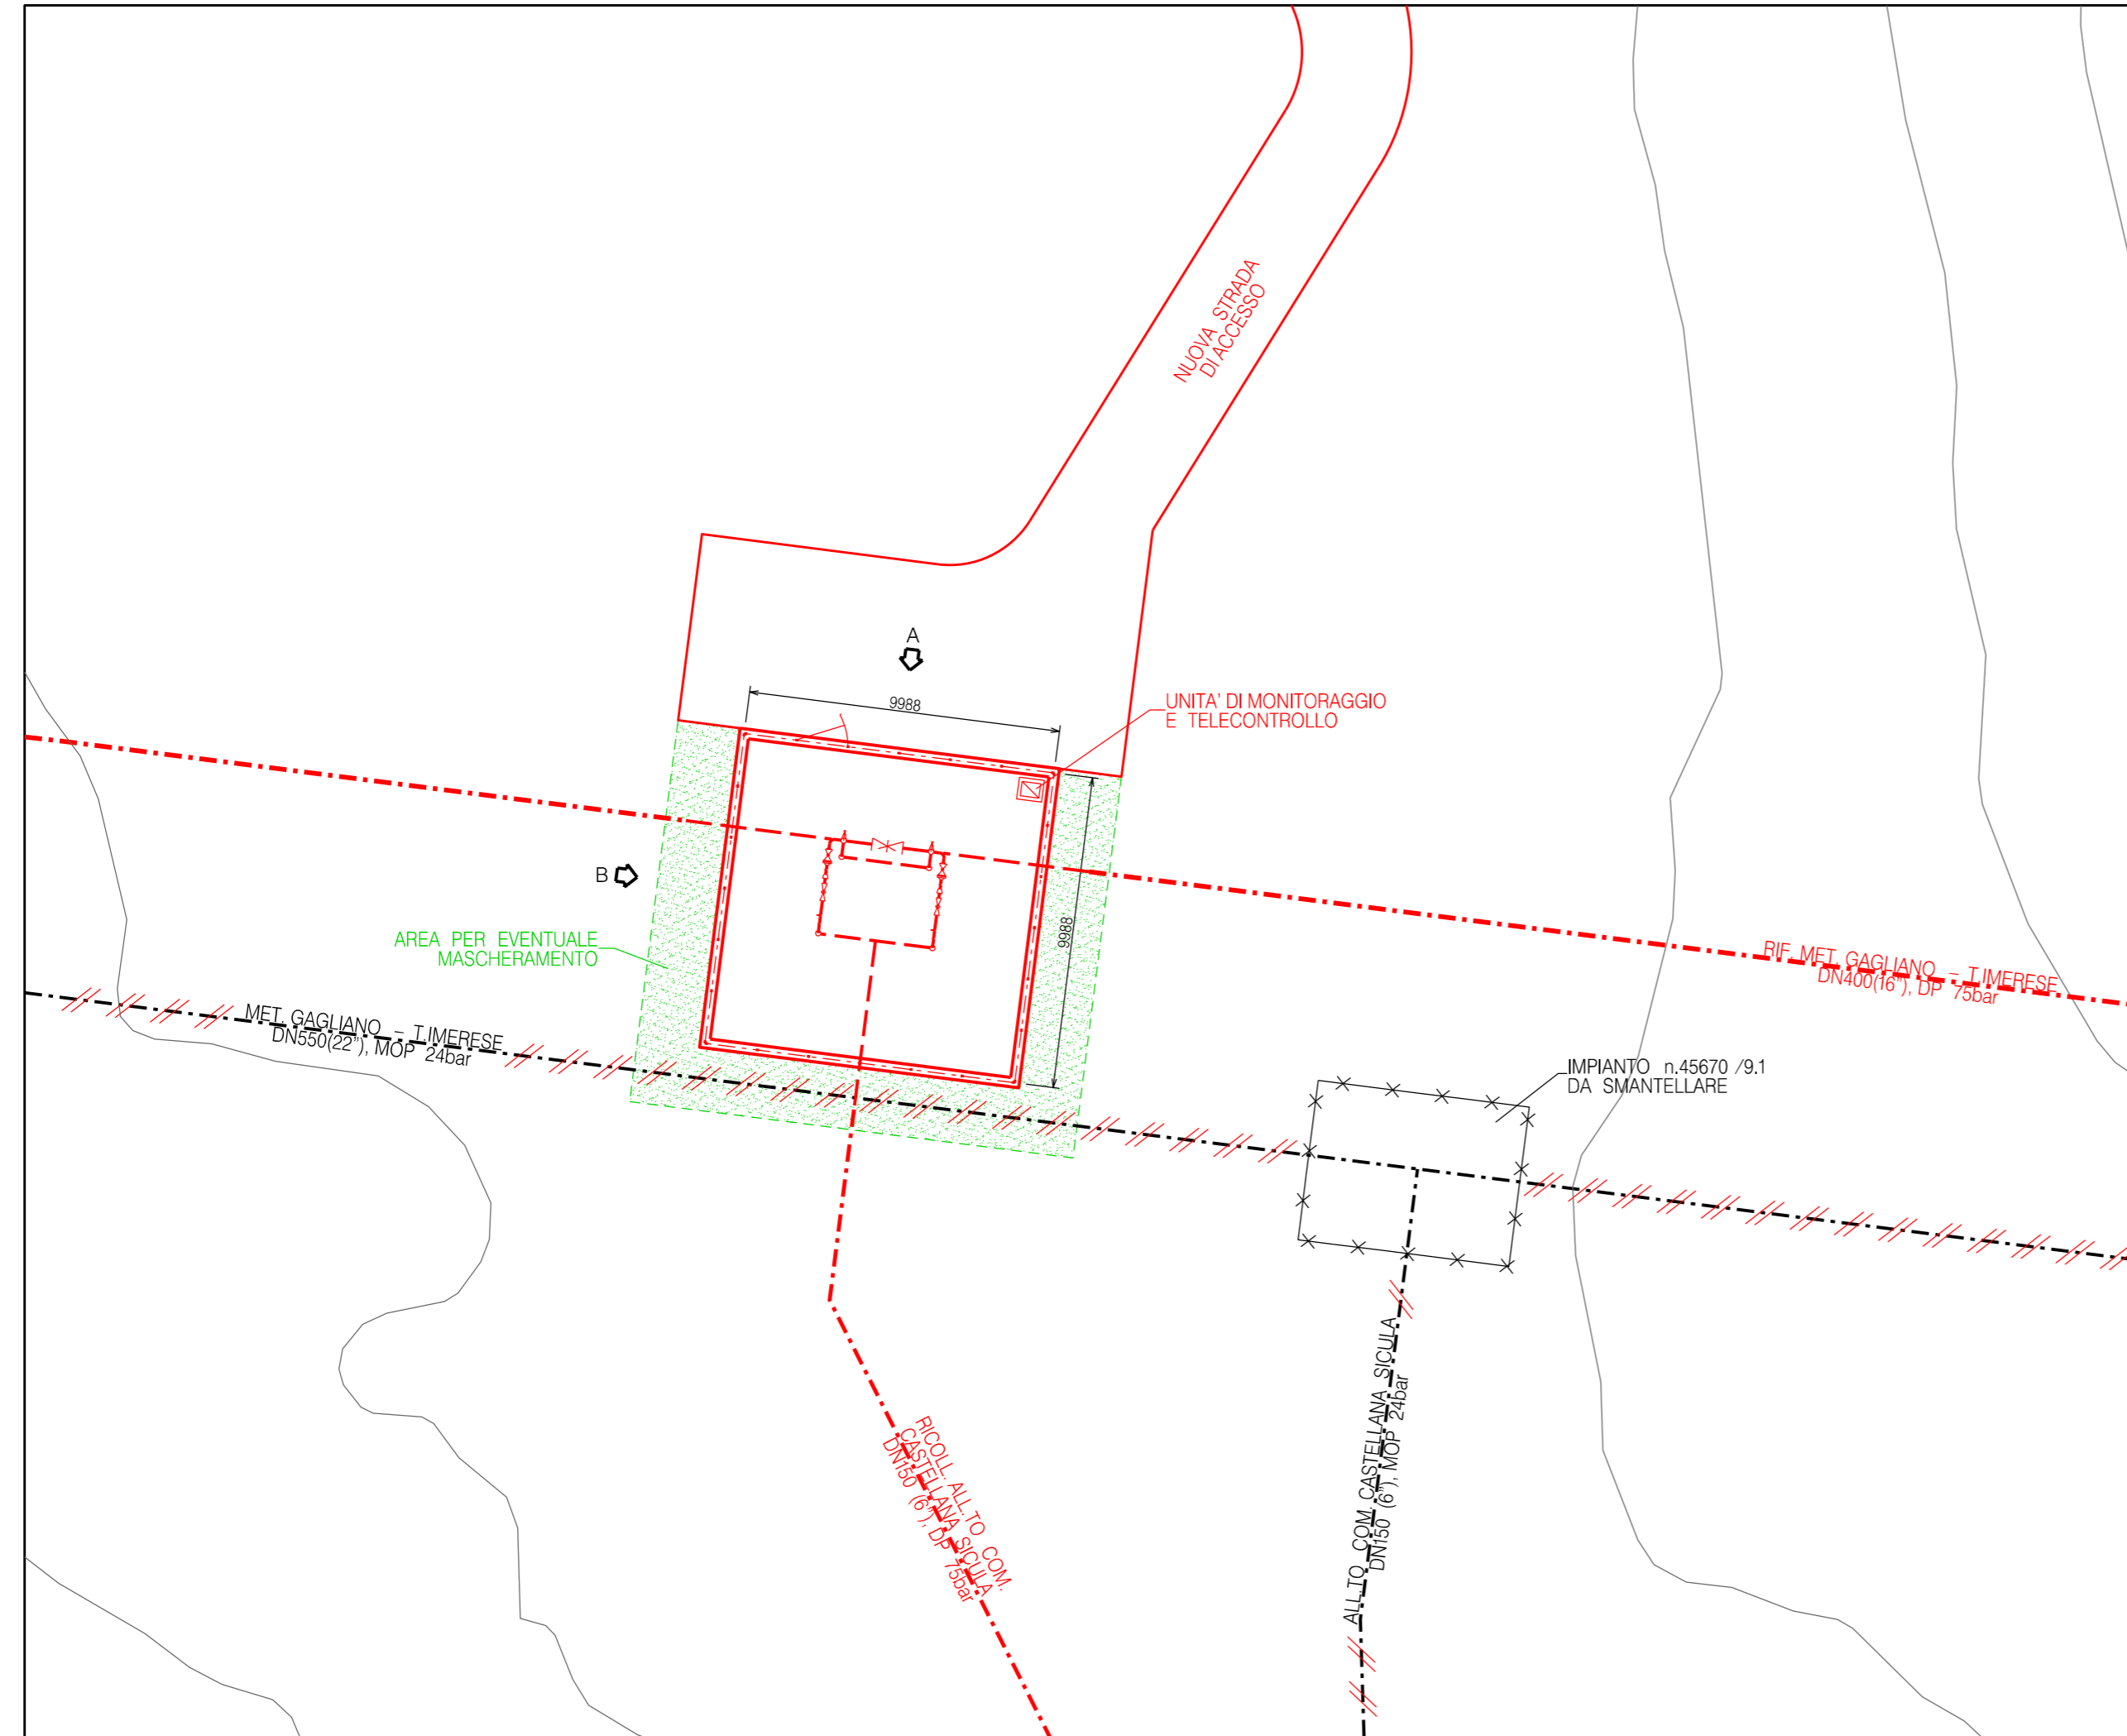 NUOVA STRADA
DI ACCESSO
A
9988
UNITA' DI MONITORAGGIO
E TELECONTROLLO
B
9988
AREA PER EVENTUALE
MASCHERAMENTO
RIF. MET. GAGLIANO – T.IMERESE
DN400(16"), DP 75bar
MET. GAGLIANO – T.IMERESE
DN550(22"), MOP 24bar
IMPIANTO n.45670 /9.1
DA SMANTELLARE
ALL.TO COM. CASTELLANA SICULA
DN150 (6"), MOP 24bar
RICOLL. ALL.TO COM.
CASTELLANA SICULA
DN150 (6"), DP 75bar